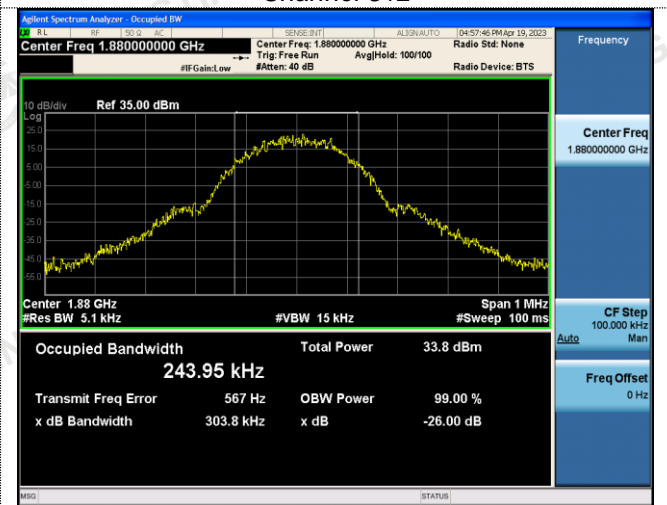 Agilent Spectrum Analyzer - Occupied BW
RL RF 50 Ω AC SENSE:INT ALIGNAUTO 04:57:46 PM Apr 19, 2023
Center Freq 1.880000000 GHz Center Freq: 1.880000000 GHz Radio Std: None Frequency
Trig: Free Run Avg|Hold: 100/100
#IFGain:Low #Atten: 40 dB Radio Device: BTS
10 dB/div Ref 35.00 dBm
Log
25.0
15.0
5.00
-5.00
-15.0
-25.0
-35.0
-45.0
-55.0
Center 1.88 GHz Span 1 MHz
#Res BW 5.1 kHz #VBW 15 kHz #Sweep 100 ms
Occupied Bandwidth Total Power 33.8 dBm
243.95 kHz
Transmit Freq Error 567 Hz OBW Power 99.00 %
x dB Bandwidth 303.8 kHz x dB -26.00 dB
Center Freq
1.880000000 GHz
CF Step
100.000 kHz
Auto Man
Freq Offset
0 Hz
MSG STATUS